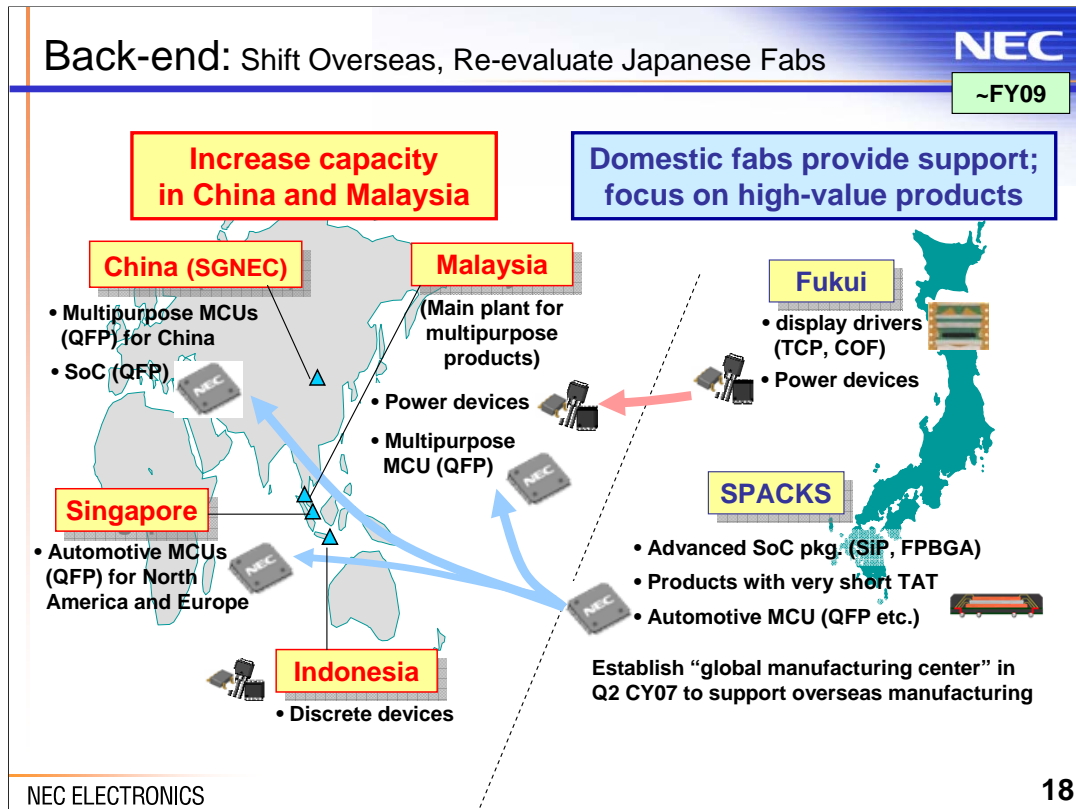 Back-end: Shift Overseas, Re-evaluate Japanese Fabs
NEC
~FY09
Increase capacity
in China and Malaysia
Domestic fabs provide support;
focus on high-value products
China (SGNEC)
• Multipurpose MCUs
(QFP) for China
• SoC (QFP)
NEC
Malaysia
(Main plant for
multipurpose
products)
• Power devices
• Multipurpose
MCU (QFP)
NEC
Fukui
• display drivers
(TCP, COF)
• Power devices
Singapore
• Automotive MCUs
(QFP) for North
America and Europe
NEC
SPACKS
• Advanced SoC pkg. (SiP, FPBGA)
• Products with very short TAT
• Automotive MCU (QFP etc.)
NEC
Indonesia
• Discrete devices
Establish “global manufacturing center” in
Q2 CY07 to support overseas manufacturing
NEC ELECTRONICS
18